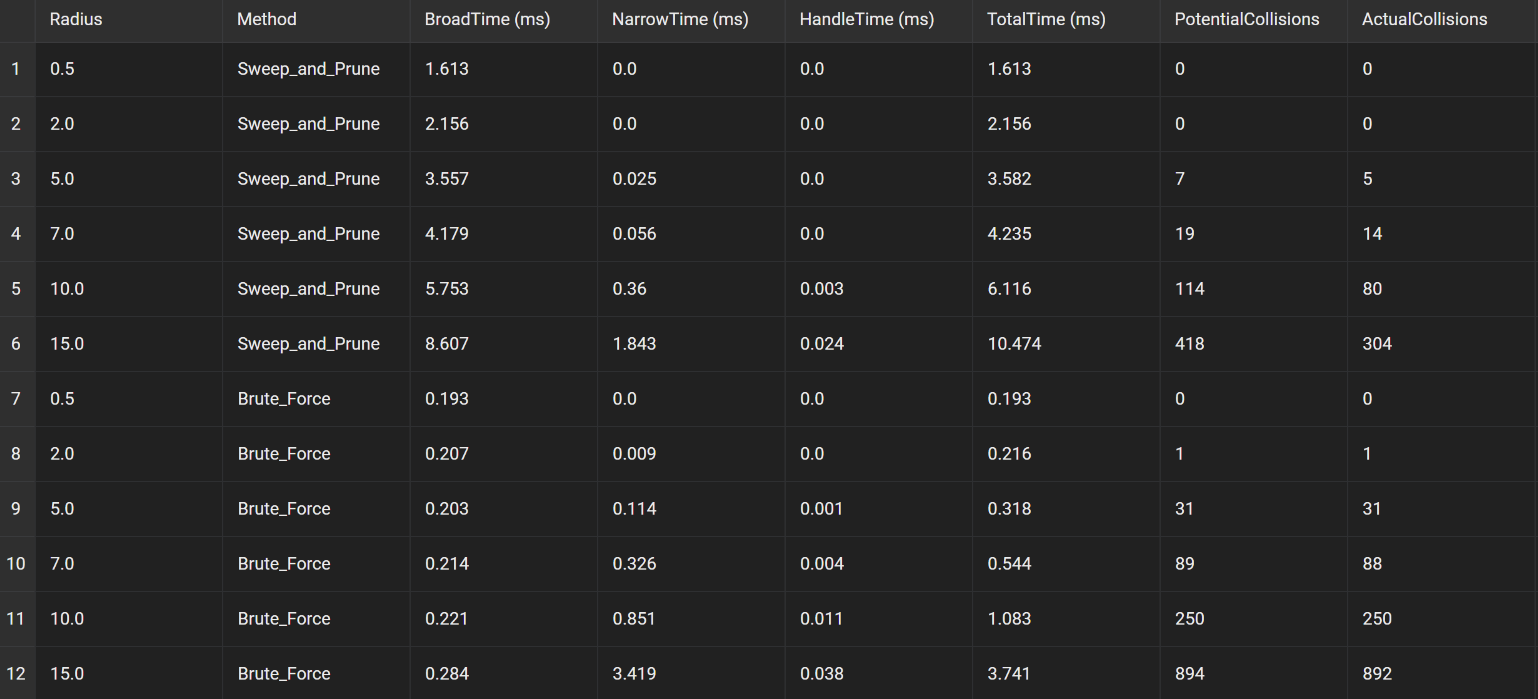 Radius Method BroadTime (ms) NarrowTime (ms) HandleTime (ms) TotalTime (ms) PotentialCollisions ActualCollisions
1 0.5 Sweep_and_Prune 1.613 0.0 0.0 1.613 0 0
2 2.0 Sweep_and_Prune 2.156 0.0 0.0 2.156 0 0
3 5.0 Sweep_and_Prune 3.557 0.025 0.0 3.582 7 5
4 7.0 Sweep_and_Prune 4.179 0.056 0.0 4.235 19 14
5 10.0 Sweep_and_Prune 5.753 0.36 0.003 6.116 114 80
6 15.0 Sweep_and_Prune 8.607 1.843 0.024 10.474 418 304
7 0.5 Brute_Force 0.193 0.0 0.0 0.193 0 0
8 2.0 Brute_Force 0.207 0.009 0.0 0.216 1 1
9 5.0 Brute_Force 0.203 0.114 0.001 0.318 31 31
10 7.0 Brute_Force 0.214 0.326 0.004 0.544 89 88
11 10.0 Brute_Force 0.221 0.851 0.011 1.083 250 250
12 15.0 Brute_Force 0.284 3.419 0.038 3.741 894 892